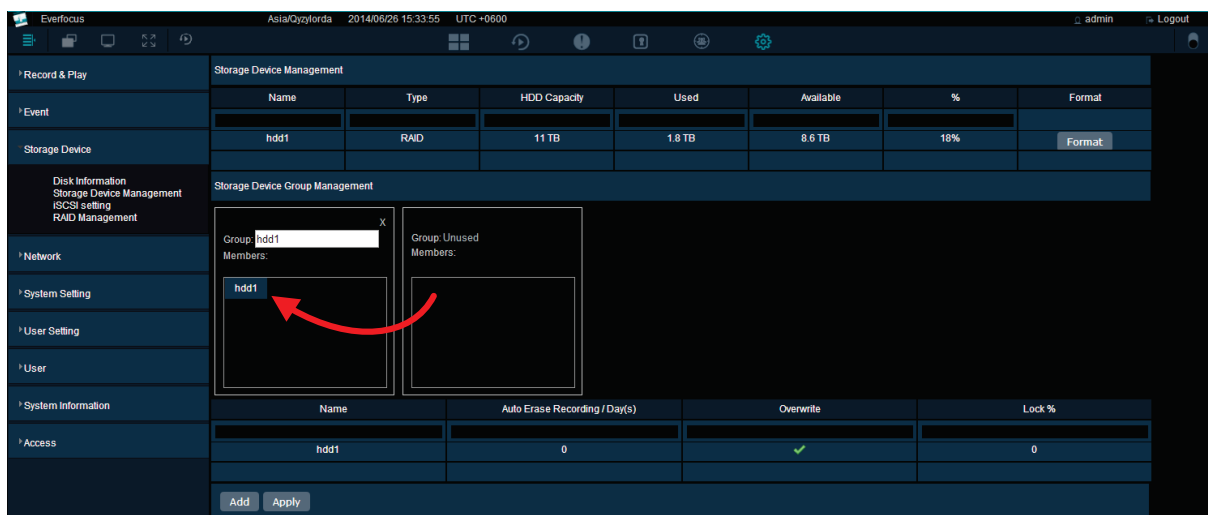 Everfocus Asia/Qyzylorda 2014/06/26 15:33:55 UTC +0600 admin Logout
Record & Play
Event
Storage Device
Disk Information
Storage Device Management
iSCSI setting
RAID Management
Network
System Setting
User Setting
User
System Information
Access
Storage Device Management
Name Type HDD Capacity Used Available % Format
hdd1 RAID 11 TB 1.8 TB 8.6 TB 18% Format
Storage Device Group Management
X
Group: hdd1
Members:
hdd1
Group: Unused
Members:
Name Auto Erase Recording / Day(s) Overwrite Lock %
hdd1 0 0
Add Apply